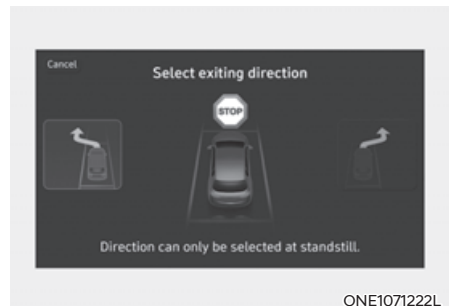 Cancel
Select exiting direction
STOP
Direction can only be selected at standstill.
ONE1071222L